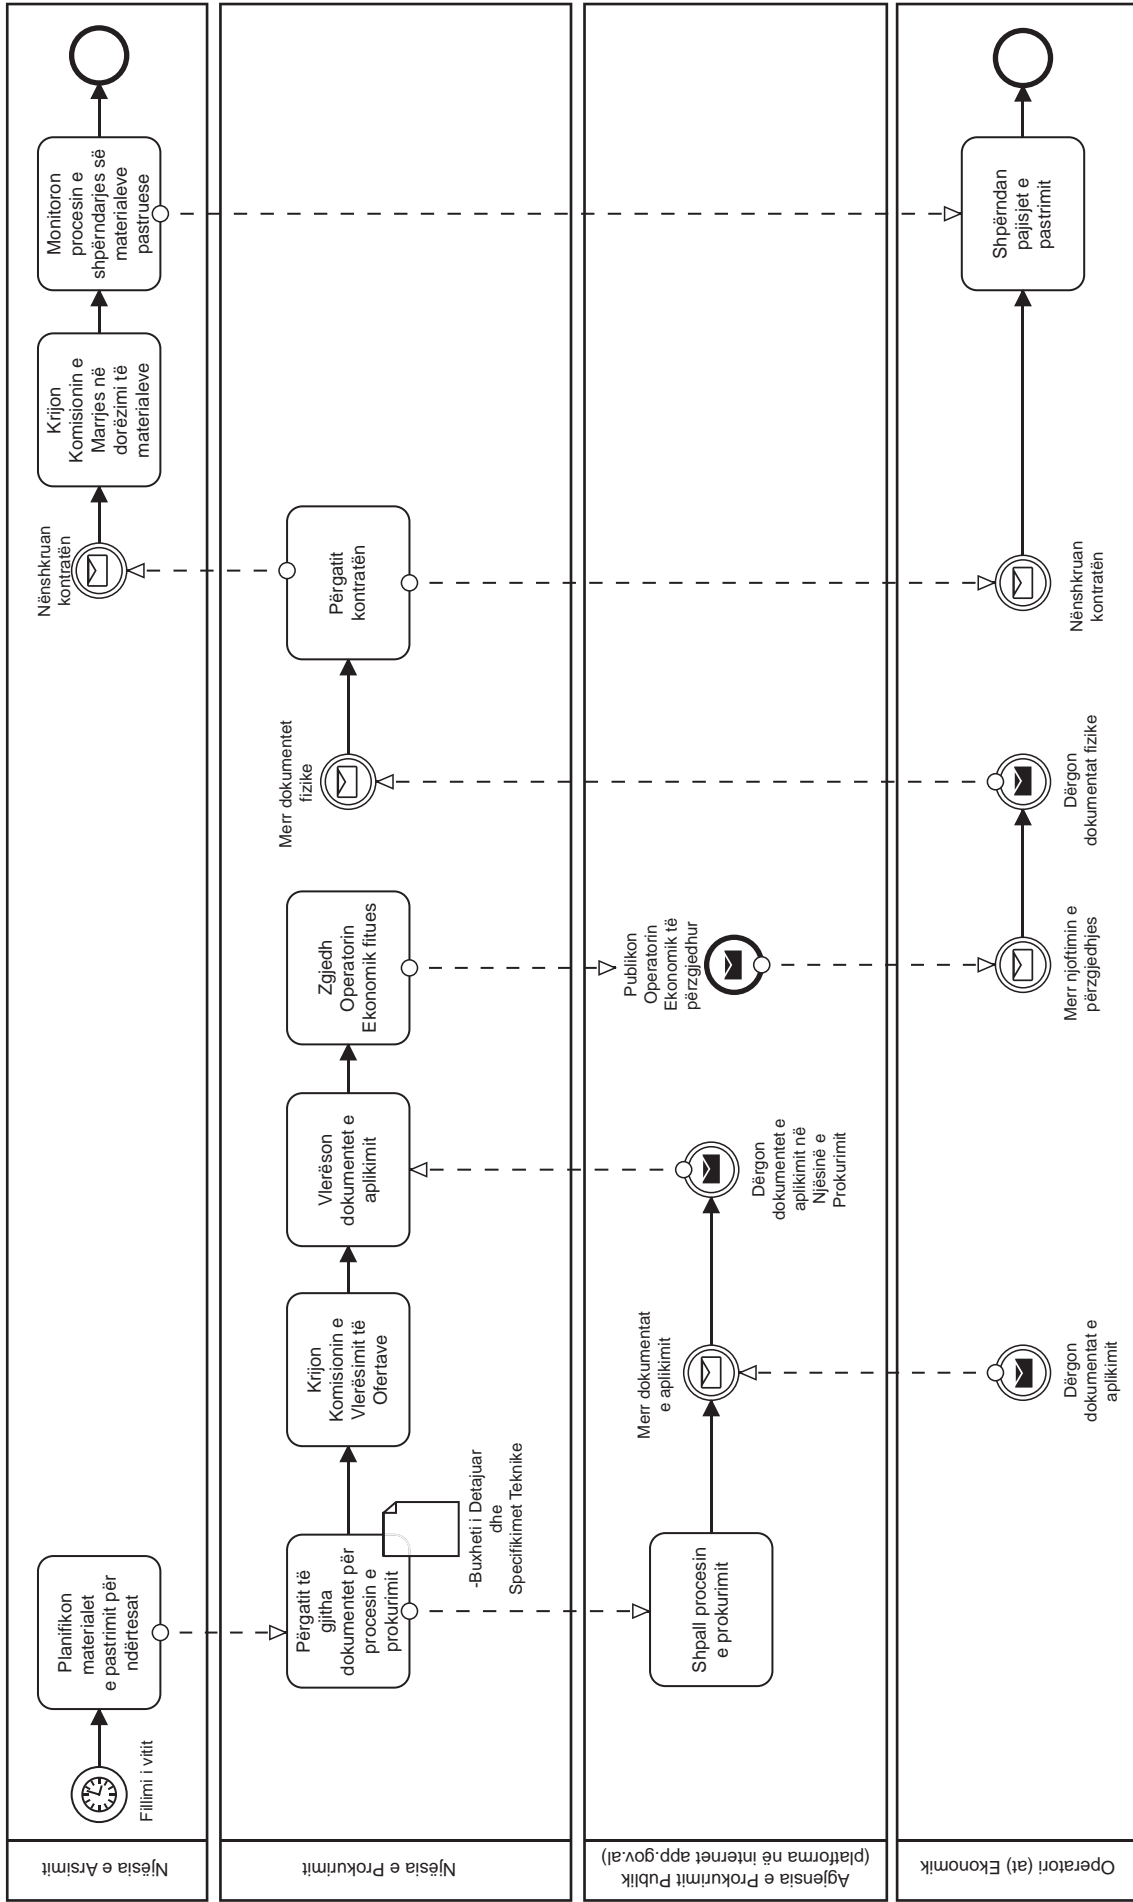 Njësia e Arsimit
Fillimi i vitit
Planifikon
materialet
e pastrimit për
ndërtesat
Nënshkruan
kontratën
Krijon
Komisionin e
Marrjes në
dorëzimi të
materialeve
Monitoron
procesin e
shpërndarjes së
materialeve
pastruese
Njësia e Prokurimit
Përgatit të
gjitha
dokumentet për
procesin e
prokurimit
-Buxheti i Detajuar
dhe
Specifikimet Teknike
Krijon
Komisionin e
Vlerësimit të
Ofertave
Vlerëson
dokumentet e
aplikimit
Zgjedh
Operatorin
Ekonomik fitues
Merr dokumentet
fizike
Përgatit
kontratën
Agjensia e Prokurimit Publik
(platforma në internet app.gov.al)
Shpall procesin
e prokurimit
Merr dokumentat
e aplikimit
Dërgon
dokumentet e
aplikimit në
Njësinë e
Prokurimit
Publikon
Operatorin
Ekonomik të
përzgjedhur
Operatori (at) Ekonomik
Dërgon
dokumentat e
aplikimit
Merr njoftimin e
përzgjedhjes
Dërgon
dokumentat fizike
Nënshkruan
kontratën
Shpërndan
pajisjet e
pastrimit